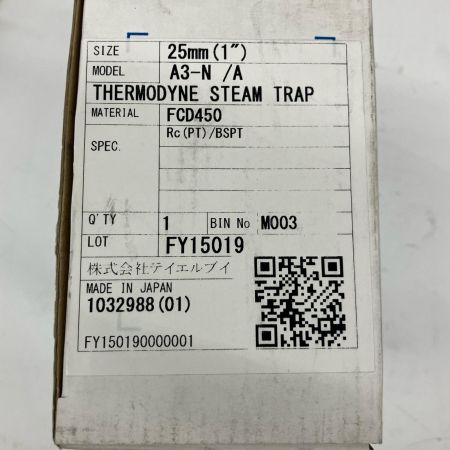 SIZE 25mm(1")
MODEL A3-N /A
THERMODYNE STEAM TRAP
MATERIAL FCD450
SPEC. Rc(PT)/BSPT
Q'TY 1 BIN No M003
LOT FY15019
株式会社テイエルブイ
MADE IN JAPAN
1032988(01)
FY150190000001